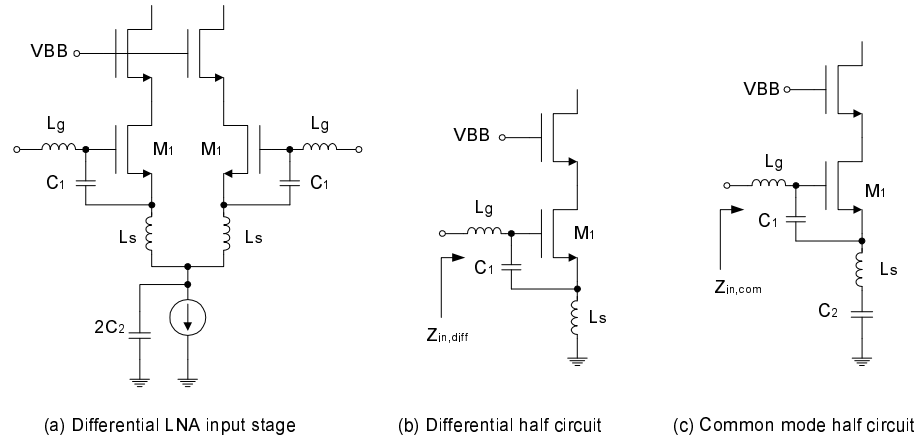 VBB
Lg
M1
M1
Lg
C1
C1
Ls
Ls
2C2
(a) Differential LNA input stage
VBB
Lg
M1
C1
Ls
Zin,diff
(b) Differential half circuit
VBB
Lg
M1
C1
Ls
Zin,com
C2
(c) Common mode half circuit